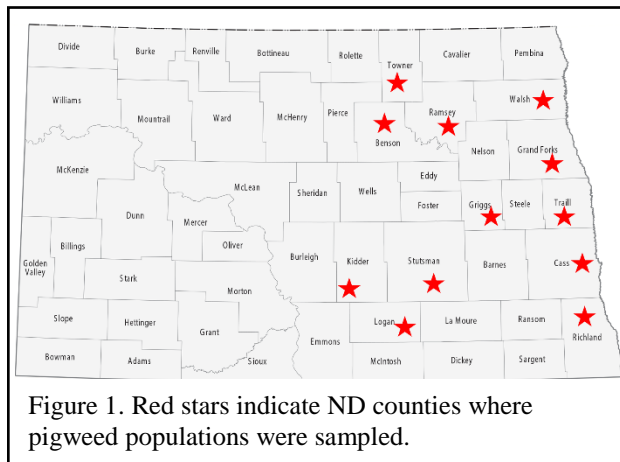 Divide
Burke
Renville
Bottineau
Rolette
Towner
Cavalier
Pembina
Williams
Mountrail
Ward
McHenry
Pierce
Benson
Ramsey
Walsh
McKenzie
McLean
Sheridan
Wells
Eddy
Foster
Nelson
Grand Forks
Griggs
Steele
Traill
Dunn
Mercer
Oliver
Golden
Valley
Billings
Stark
Morton
Burleigh
Kidder
Stutsman
Barnes
Cass
Slope
Hettinger
Grant
Sioux
Emmons
Logan
La Moure
Ransom
Richland
Bowman
Adams
McIntosh
Dickey
Sargent
Figure 1. Red stars indicate ND counties where
pigweed populations were sampled.